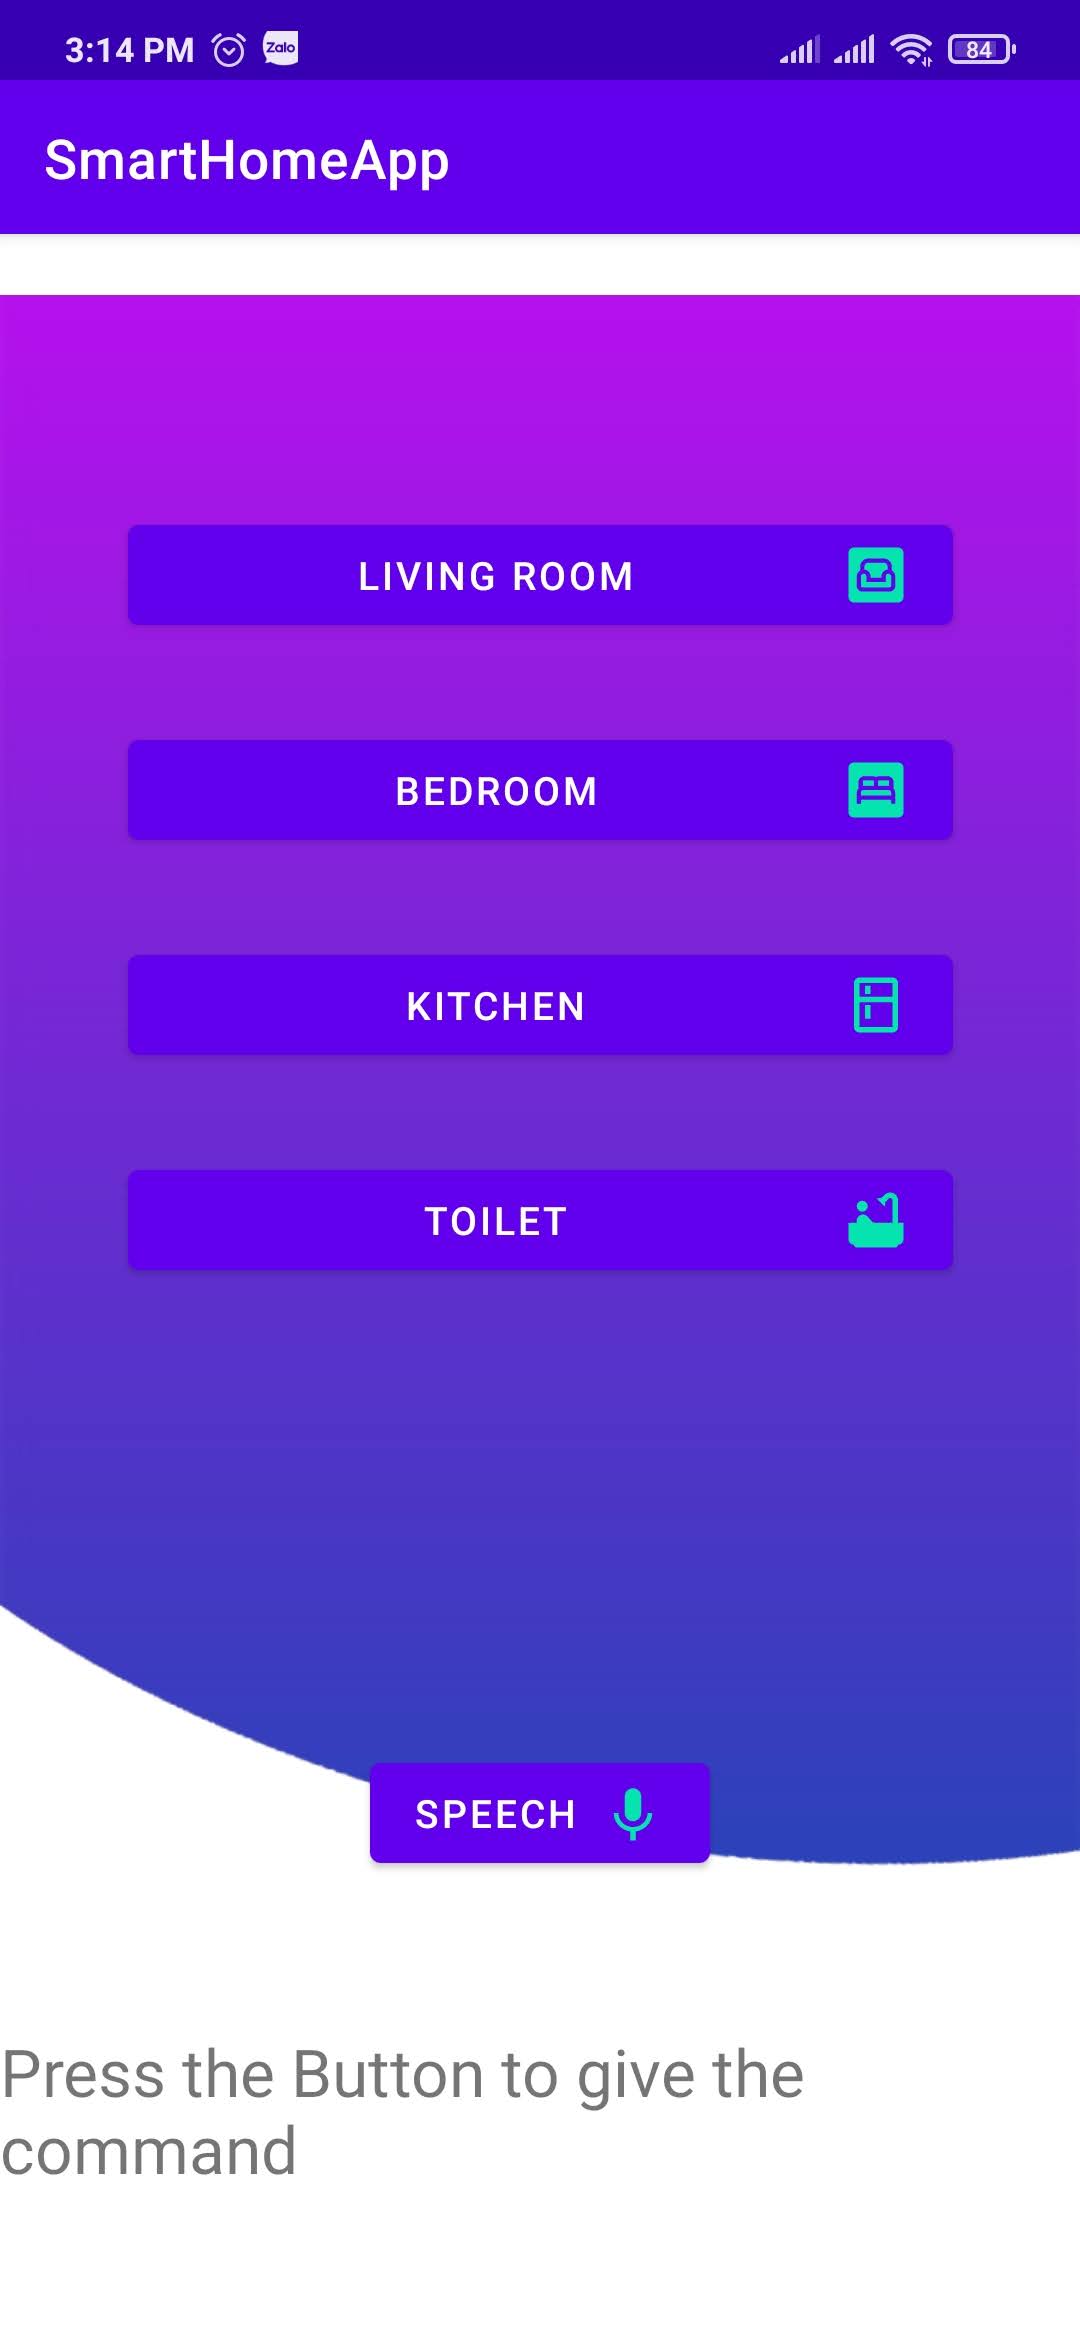 3:14 PM Zalo 84
SmartHomeApp
LIVING ROOM
BEDROOM
KITCHEN
TOILET
SPEECH
Press the Button to give the
command